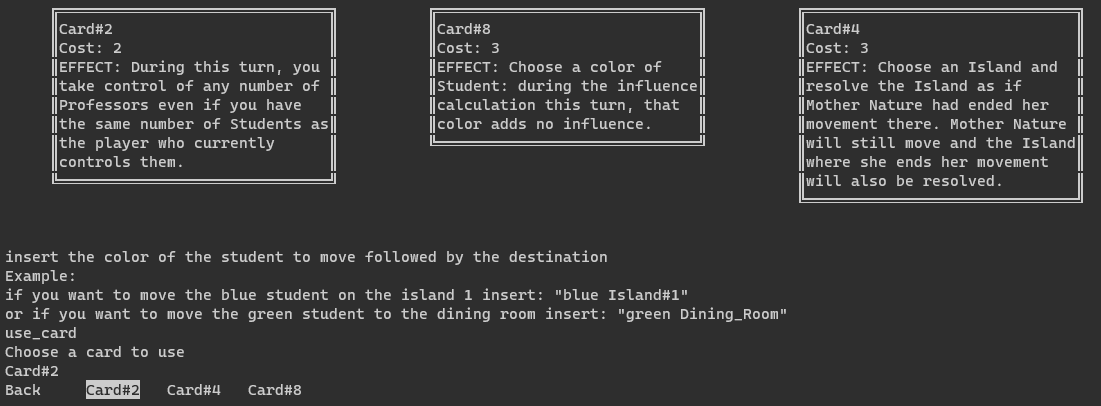 Card#2
Cost: 2
EFFECT: During this turn, you
take control of any number of
Professors even if you have
the same number of Students as
the player who currently
controls them.
Card#8
Cost: 3
EFFECT: Choose a color of
Student: during the influence
calculation this turn, that
color adds no influence.
Card#4
Cost: 3
EFFECT: Choose an Island and
resolve the Island as if
Mother Nature had ended her
movement there. Mother Nature
will still move and the Island
where she ends her movement
will also be resolved.
insert the color of the student to move followed by the destination
Example:
if you want to move the blue student on the island 1 insert: "blue Island#1"
or if you want to move the green student to the dining room insert: "green Dining_Room"
use_card
Choose a card to use
Card#2
Back Card#2 Card#4 Card#8